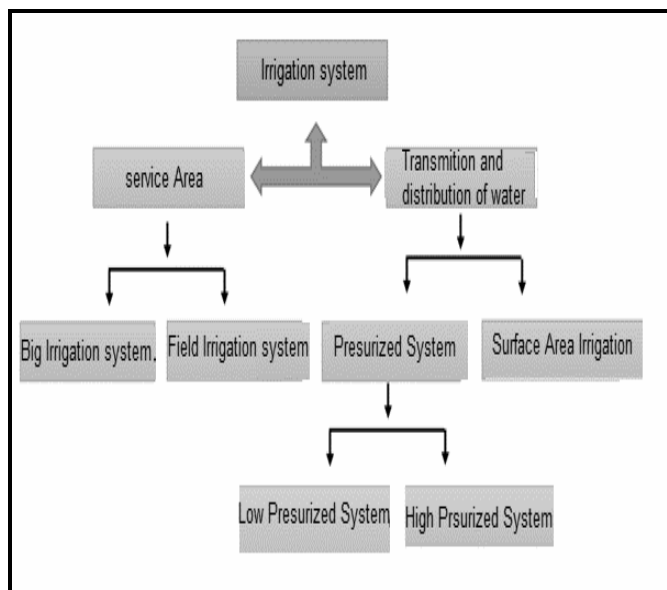 Irrigation system
service Area
Transmition and
distribution of water
Big Irrigation system.
Field Irrigation system
Presurized System
Surface Area Irrigation
Low Presurized System
High Prsurized System